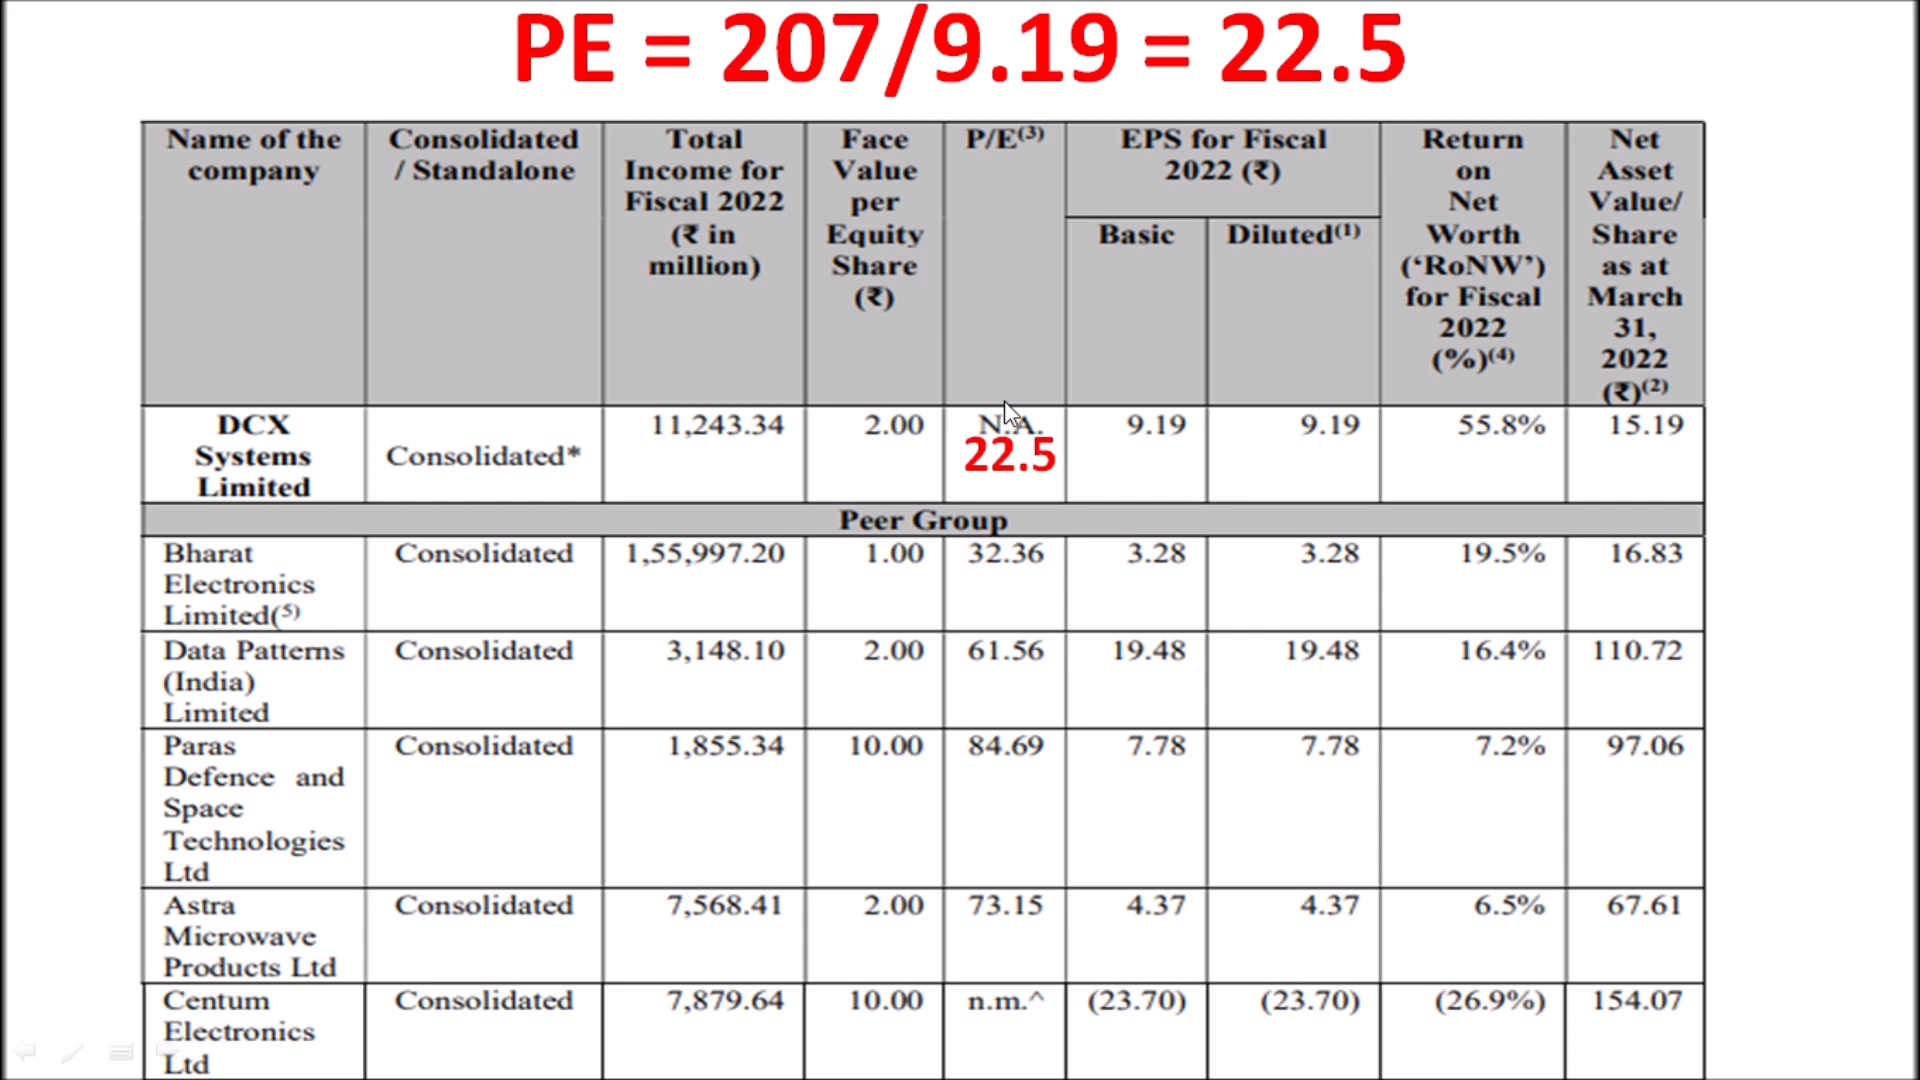 PE = 207/9.19 = 22.5
Name of the company
Consolidated / Standalone
Total Income for Fiscal 2022 (₹ in million)
Face Value per Equity Share (₹)
P/E(3)
EPS for Fiscal 2022 (₹)
Basic
Diluted(1)
Return on Net Worth (‘RoNW’) for Fiscal 2022 (%)(4)
Net Asset Value/ Share as at March 31, 2022 (₹)(2)
DCX Systems Limited
Consolidated*
11,243.34
2.00
N.A.
22.5
9.19
9.19
55.8%
15.19
Peer Group
Bharat Electronics Limited(5)
Consolidated
1,55,997.20
1.00
32.36
3.28
3.28
19.5%
16.83
Data Patterns (India) Limited
Consolidated
3,148.10
2.00
61.56
19.48
19.48
16.4%
110.72
Paras Defence and Space Technologies Ltd
Consolidated
1,855.34
10.00
84.69
7.78
7.78
7.2%
97.06
Astra Microwave Products Ltd
Consolidated
7,568.41
2.00
73.15
4.37
4.37
6.5%
67.61
Centum Electronics Ltd
Consolidated
7,879.64
10.00
n.m.^
(23.70)
(23.70)
(26.9%)
154.07